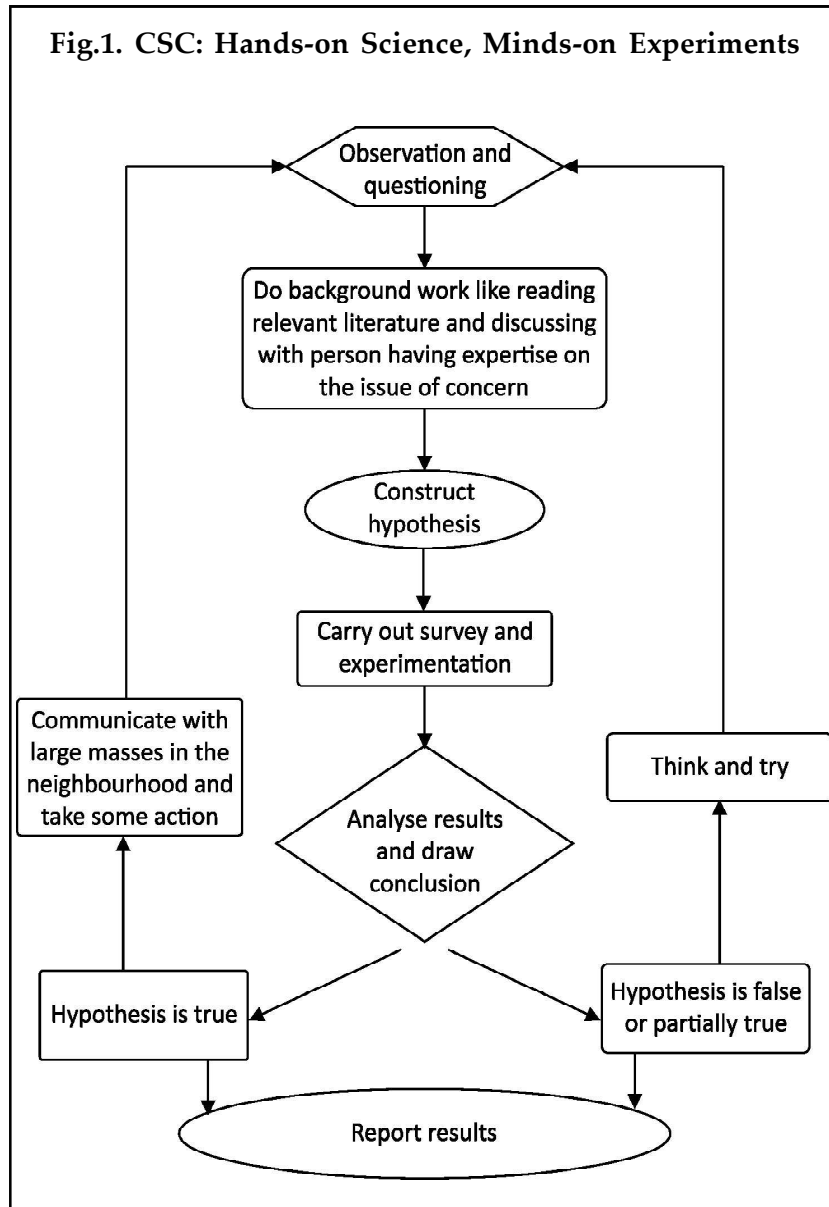 Fig.1. CSC: Hands-on Science, Minds-on Experiments
Observation and
questioning
Do background work like reading
relevant literature and discussing
with person having expertise on
the issue of concern
Construct
hypothesis
Carry out survey and
experimentation
Communicate with
large masses in the
neighbourhood and
take some action
Think and try
Analyse results
and draw
conclusion
Hypothesis is true
Hypothesis is false
or partially true
Report results